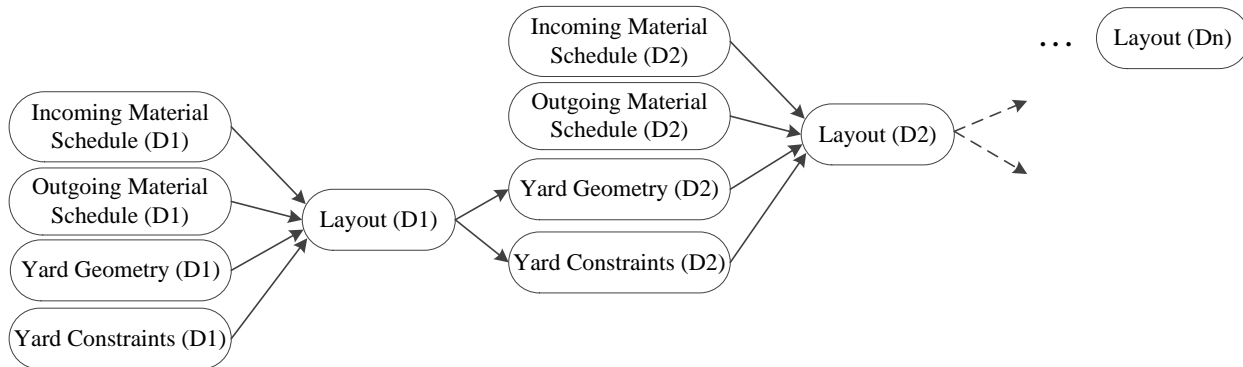 Incoming Material
Schedule (D1)
Outgoing Material
Schedule (D1)
Yard Geometry (D1)
Yard Constraints (D1)
Layout (D1)
Incoming Material
Schedule (D2)
Outgoing Material
Schedule (D2)
Yard Geometry (D2)
Yard Constraints (D2)
Layout (D2)
...
Layout (Dn)